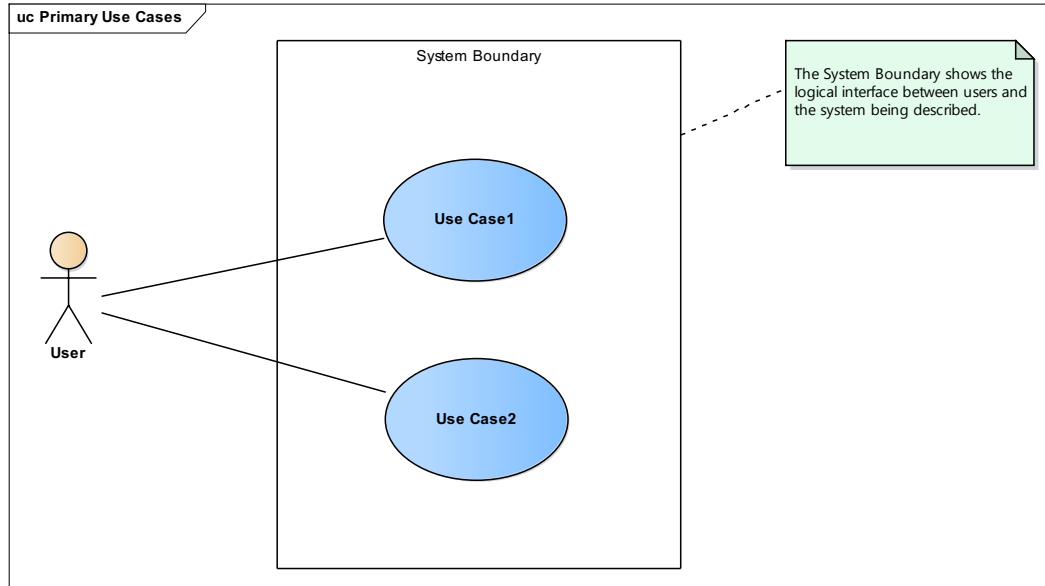 uc Primary Use Cases
System Boundary
The System Boundary shows the
logical interface between users and
the system being described.
Use Case1
User
Use Case2